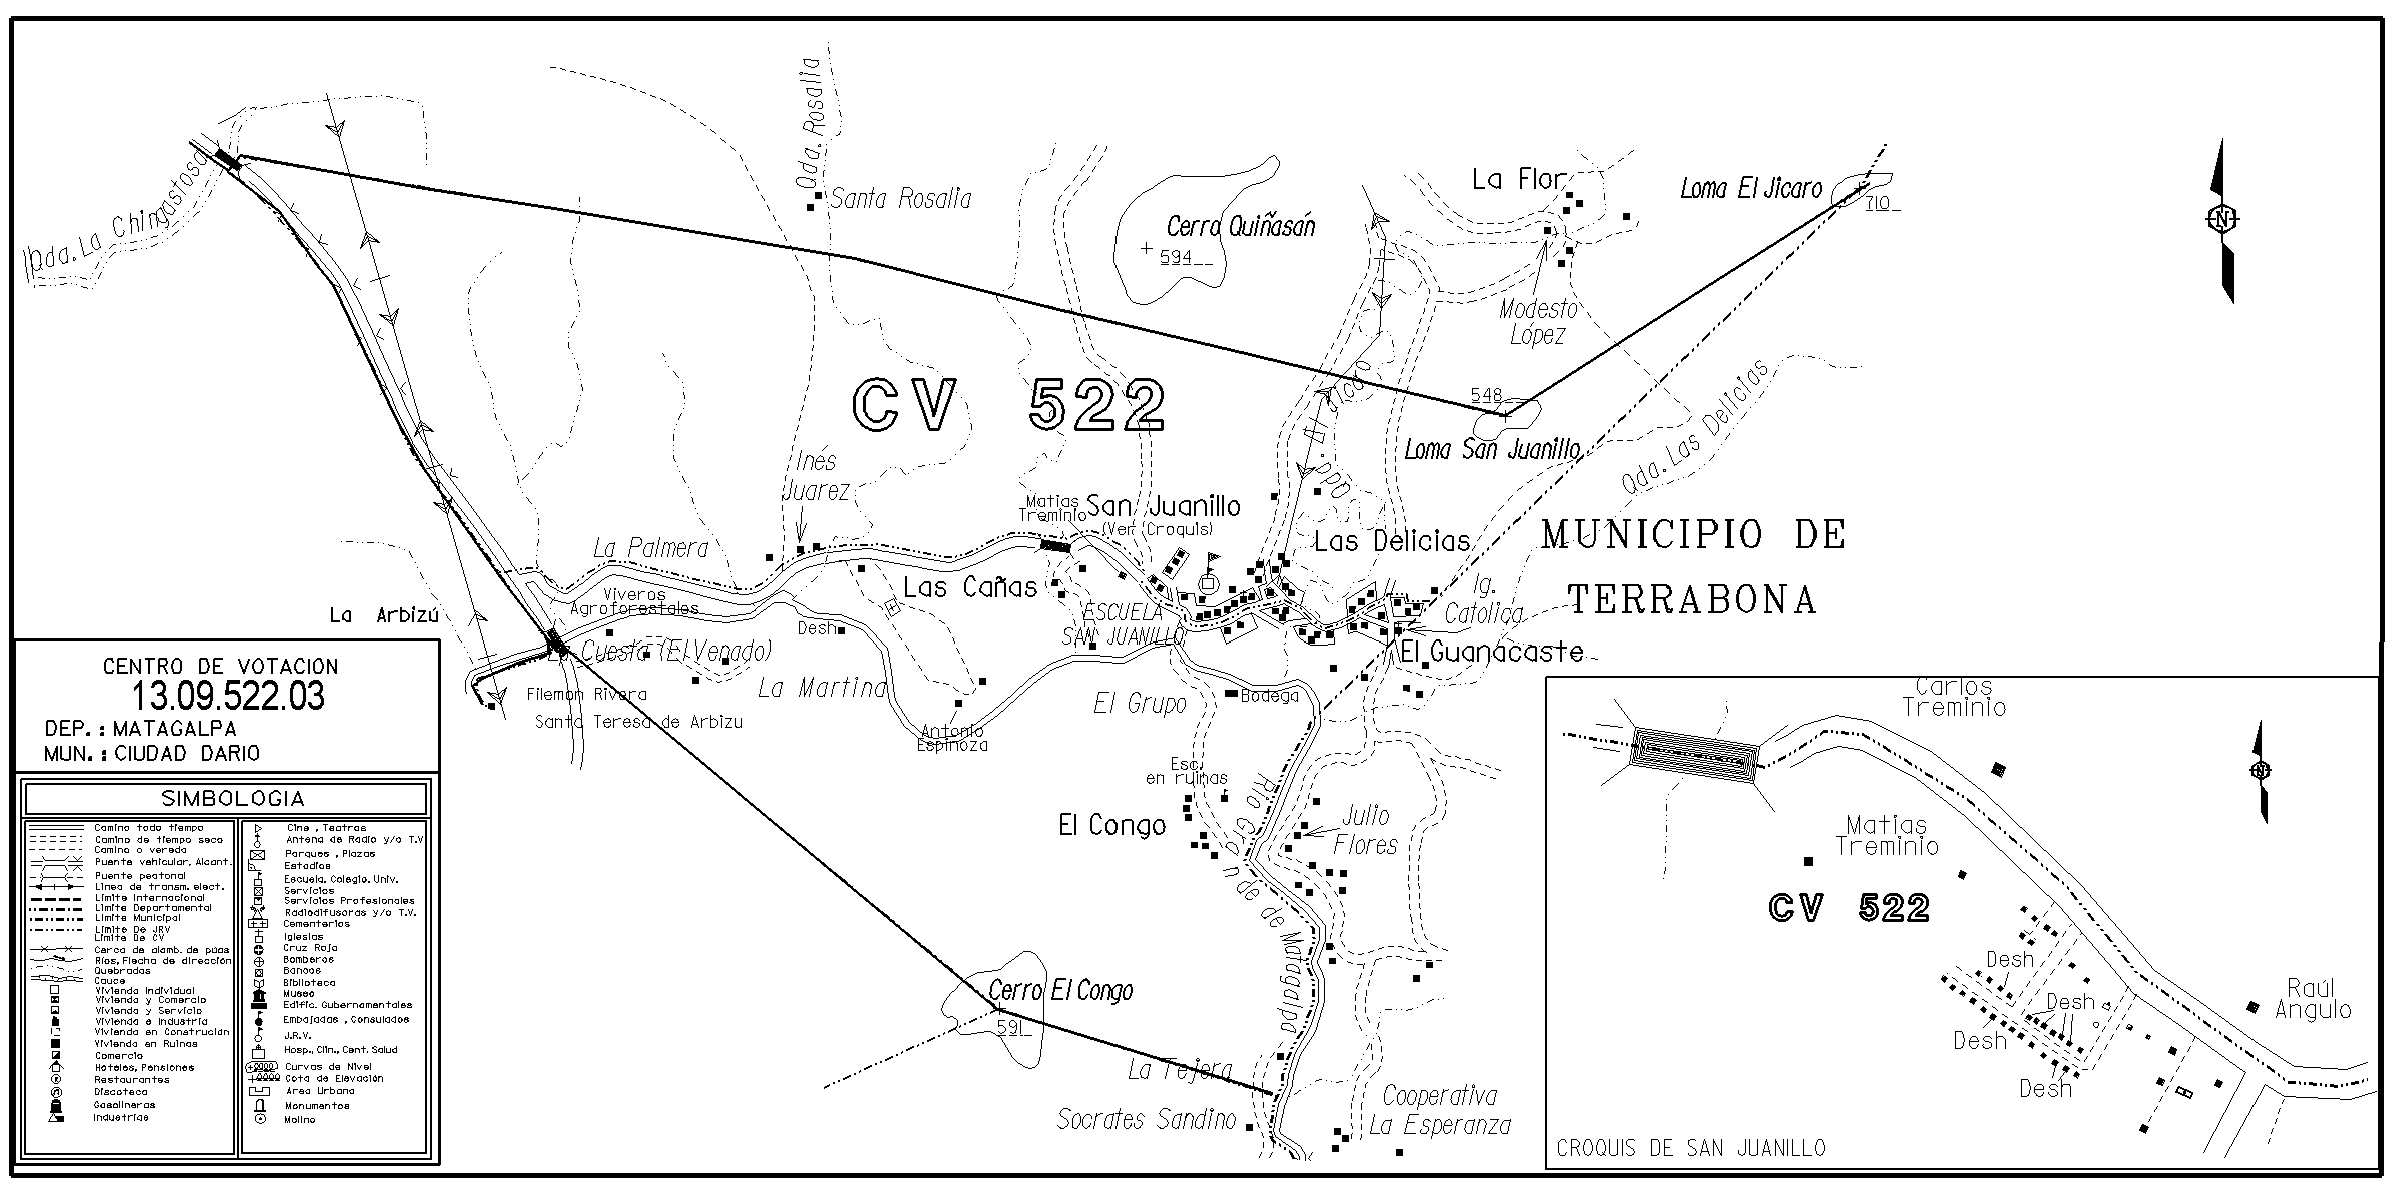 Qda. Rosalia
Santa Rosalia
Qda. La Chingastosa
Cerro Quiñasán
594
La Flor
Loma El Jicaro
710
N
Modesto
López
CV 522
548
Loma San Juanillo
Qda. El Jicaro
Qda. Las Delicias
Inés
Juarez
Matias
Treminio
San Juanillo
(Ver Croquis)
La Palmera
Las Delicias
MUNICIPIO DE
TERRABONA
Las Cañas
Viveros
Agroforestales
Ig.
Catolica
La Arbizú
ESCUELA
SAN JUANILLO
Desh
La Cuesta (El Venado)
El Guanacaste
La Martina
El Grupo
Bodega
Filemon Rivera
Santa Teresa de Arbizu
Antonio
Espinoza
Esc.
en ruinas
El Congo
Julio
Flores
Rio Gr
n de de Matagalpa
Cerro El Congo
591
La Tejera
Socrates Sandino
Cooperativa
La Esperanza
CENTRO DE VOTACION
13.09.522.03
DEP.: MATAGALPA
MUN.: CIUDAD DARIO
SIMBOLOGIA
Camino todo tiempo
Camino de tiempo seco
Camino o vereda
Puente vehicular, Alcant.
Puente peatonal
Linea de transm. elect.
Limite Internacional
Limite Departamental
Limite Municipal
Limite De JRV
Limite De CV
Cerca de alamb. de púas
Ríos, Flecha de dirección
Quebradas
Cauce
Vivienda Individual
Vivienda y Comercio
Vivienda y Servicio
Vivienda e Industria
Vivienda en Construcion
Vivienda en Ruinas
Comercio
Hoteles, Pensiones
Restaurantes
Discoteca
Gasolineras
Industrias
Cine , Teatros
Antena de Radio y/o T.V
Parques , Plazas
Estadios
Escuela, Colegio, Univ.
Servicios
Servicios Profesionales
Radiodifusoras y/o T.V.
Cementerios
Iglesias
Cruz Roja
Bomberos
Bancos
Biblioteca
Museo
Edific. Gubernamentales
Embajadas , Consulados
J.R.V.
Hosp., Clin., Cent. Salud
Curvas de Nivel
Cota de Elevación
Area Urbana
Monumentos
Molino
Carlos
Treminio
N
Matias
Treminio
CV 522
Desh
Desh
Desh
Desh
Raúl
Angulo
CROQUIS DE SAN JUANILLO